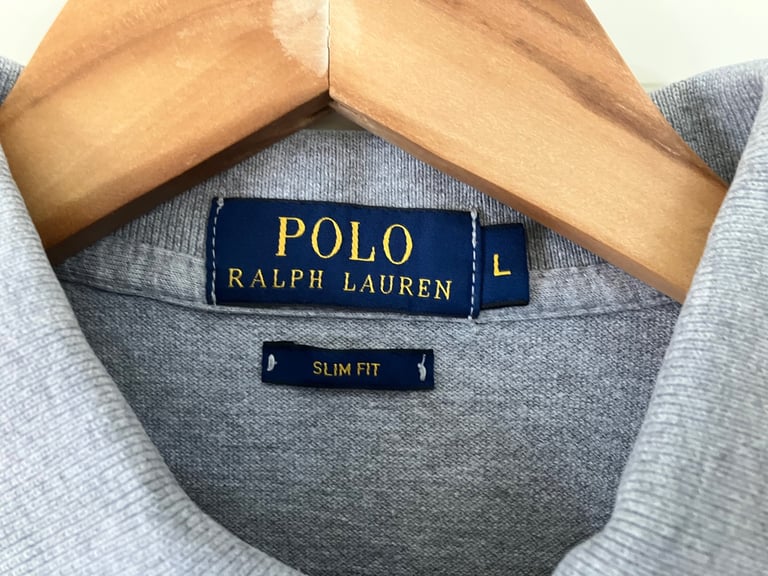 POLO
RALPH LAUREN
L
SLIM FIT